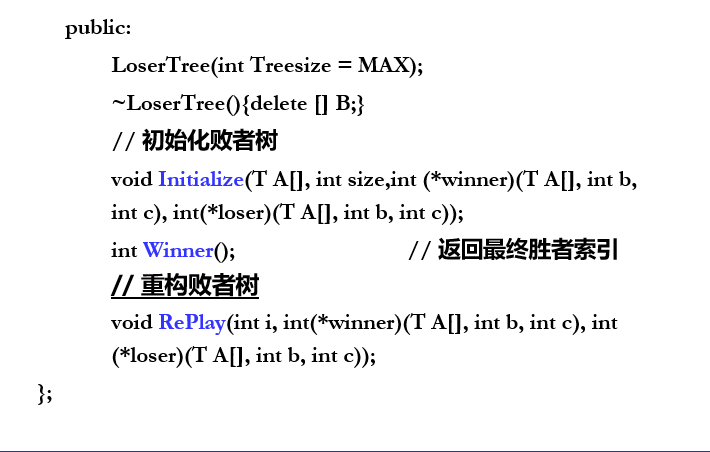 public:
LoserTree(int Treesize = MAX);
~LoserTree(){delete [] B;}
// 初始化败者树
void Initialize(T A[], int size,int (*winner)(T A[], int b,
int c), int(*loser)(T A[], int b, int c));
int Winner(); // 返回最终胜者索引
// 重构败者树
void RePlay(int i, int(*winner)(T A[], int b, int c), int
(*loser)(T A[], int b, int c));
};